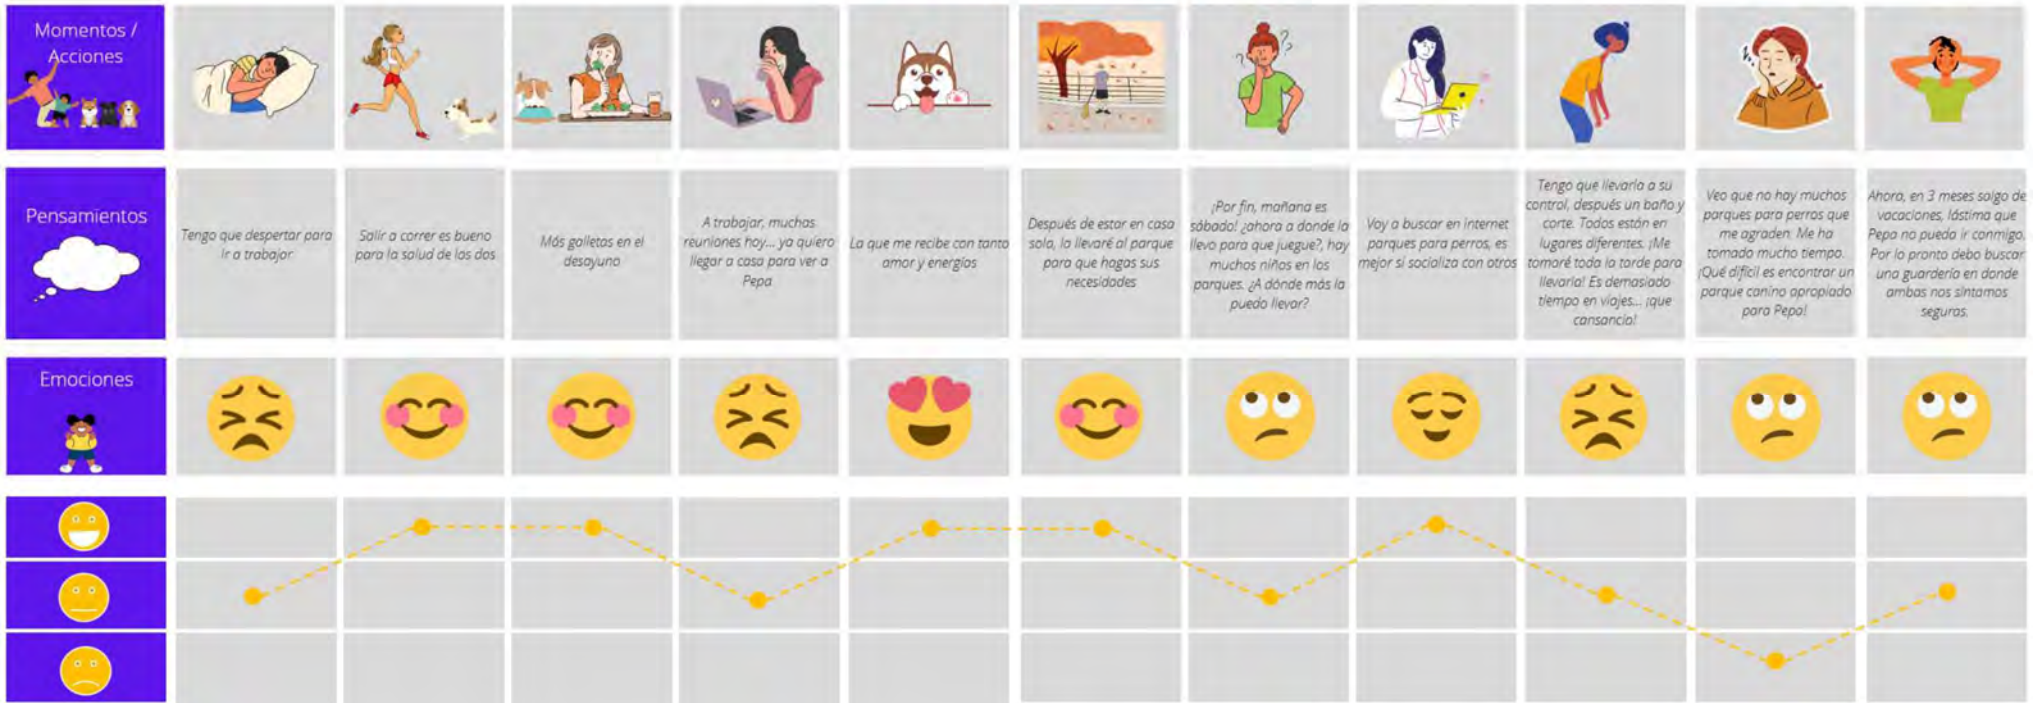 Momentos /
Acciones
Pensamientos
Tengo que despertar para
ir a trabajar
Salir a correr es bueno
para la salud de los dos
Más galletas en el
desayuno
A trabajar, muchas
reuniones hoy... ya quiero
llegar a casa para ver a
Pepa
La que me recibe con tanto
amor y energías
Después de estar en casa
sola, la llevaré al parque
para que hagas sus
necesidades
¡Por fin, mañana es
sábado! ¿ahora a donde la
llevo para que juegue?, hay
muchos niños en los
parques. ¿A dónde más la
puedo llevar?
Voy a buscar en internet
parques para perros, es
mejor si socializa con otros
Tengo que llevarla a su
control, después un baño y
corte. Todos están en
lugares diferentes. ¡Me
tomaré toda la tarde para
llevarla! Es demasiado
tiempo en viajes... ¡que
cansancio!
Veo que no hay muchos
parques para perros que
me agraden. Me ha
tomado mucho tiempo.
¡Qué difícil es encontrar un
parque canino apropiado
para Pepa!
Ahora, en 3 meses salgo de
vacaciones, lástima que
Pepa no pueda ir conmigo.
Por lo pronto debo buscar
una guardería en donde
ambas nos sintamos
seguras.
Emociones